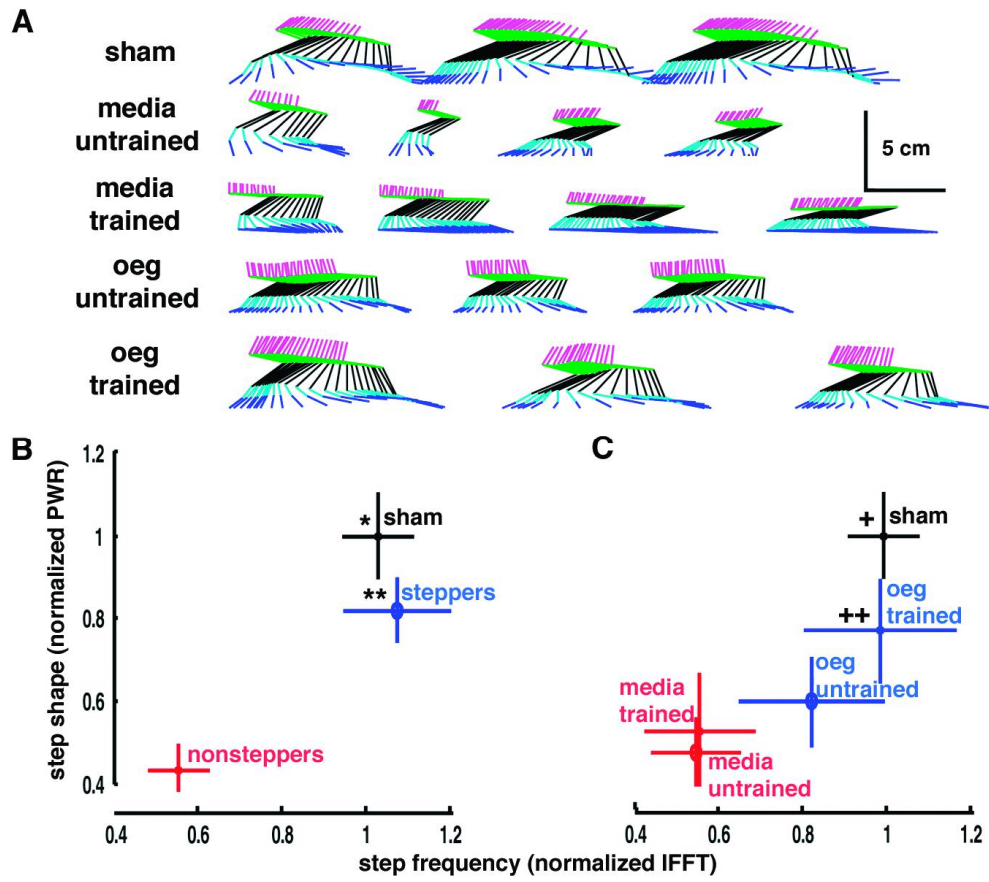 A
sham
media
untrained
media
trained
oeg
untrained
oeg
trained
5 cm
B
step shape (normalized PWR)
1.2
1
0.8
0.6
0.4
* sham
** steppers
nonsteppers
0.4 0.6 0.8 1 1.2
C
+ sham
++ oeg
trained
oeg
untrained
media
trained
media
untrained
0.4 0.6 0.8 1 1.2
step frequency (normalized IFFT)